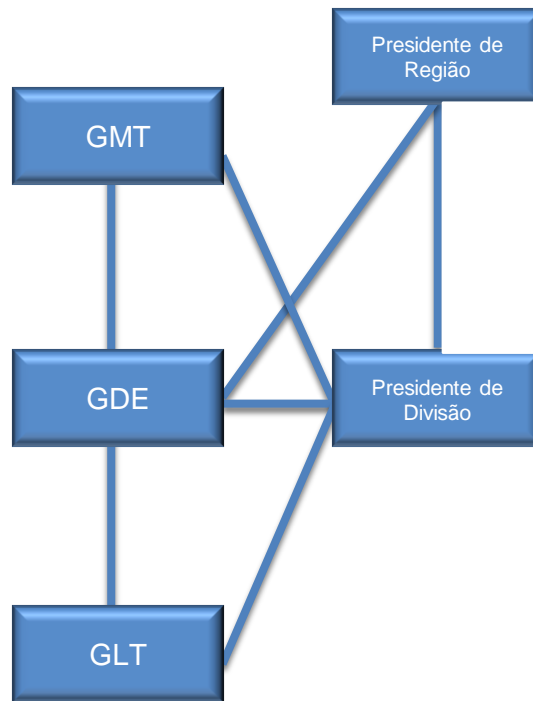 Presidente de
Região
GMT
GDE
Presidente de
Divisão
GLT